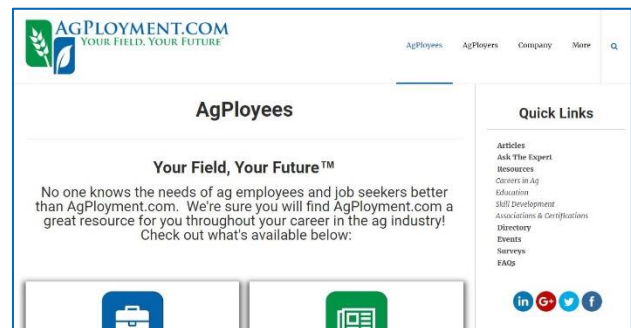 AGPLOYMENT.COM
YOUR FIELD, YOUR FUTURE™
AgPloyees AgPloyers Company More
AgPloyees
Your Field, Your Future™
No one knows the needs of ag employees and job seekers better
than AgPloyment.com. We're sure you will find AgPloyment.com a
great resource for you throughout your career in the ag industry!
Check out what's available below:
Quick Links
Articles
Ask The Expert
Resources
Careers in Ag
Education
Skill Development
Associations & Certifications
Directory
Events
Surveys
FAQs
in G+ f